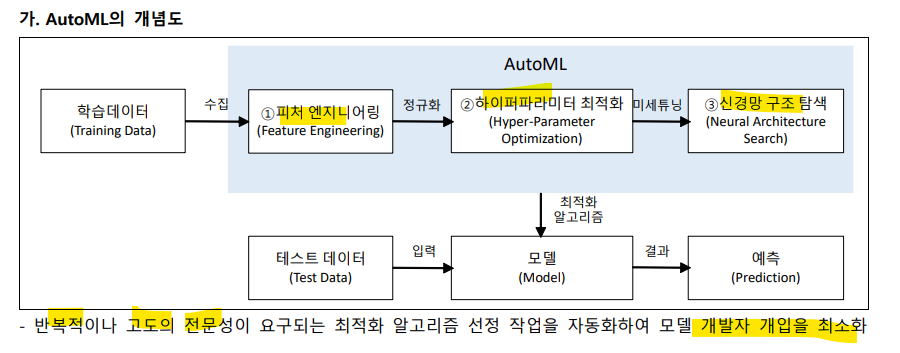 가. AutoML의 개념도
AutoML
학습데이터
(Training Data)
수집
①피처 엔지니어링
(Feature Engineering)
정규화
②하이퍼파라미터 최적화
(Hyper-Parameter
Optimization)
미세튜닝
③신경망 구조 탐색
(Neural Architecture
Search)
최적화
알고리즘
테스트 데이터
(Test Data)
입력
모델
(Model)
결과
예측
(Prediction)
- 반복적이나 고도의 전문성이 요구되는 최적화 알고리즘 선정 작업을 자동화하여 모델 개발자 개입을 최소화